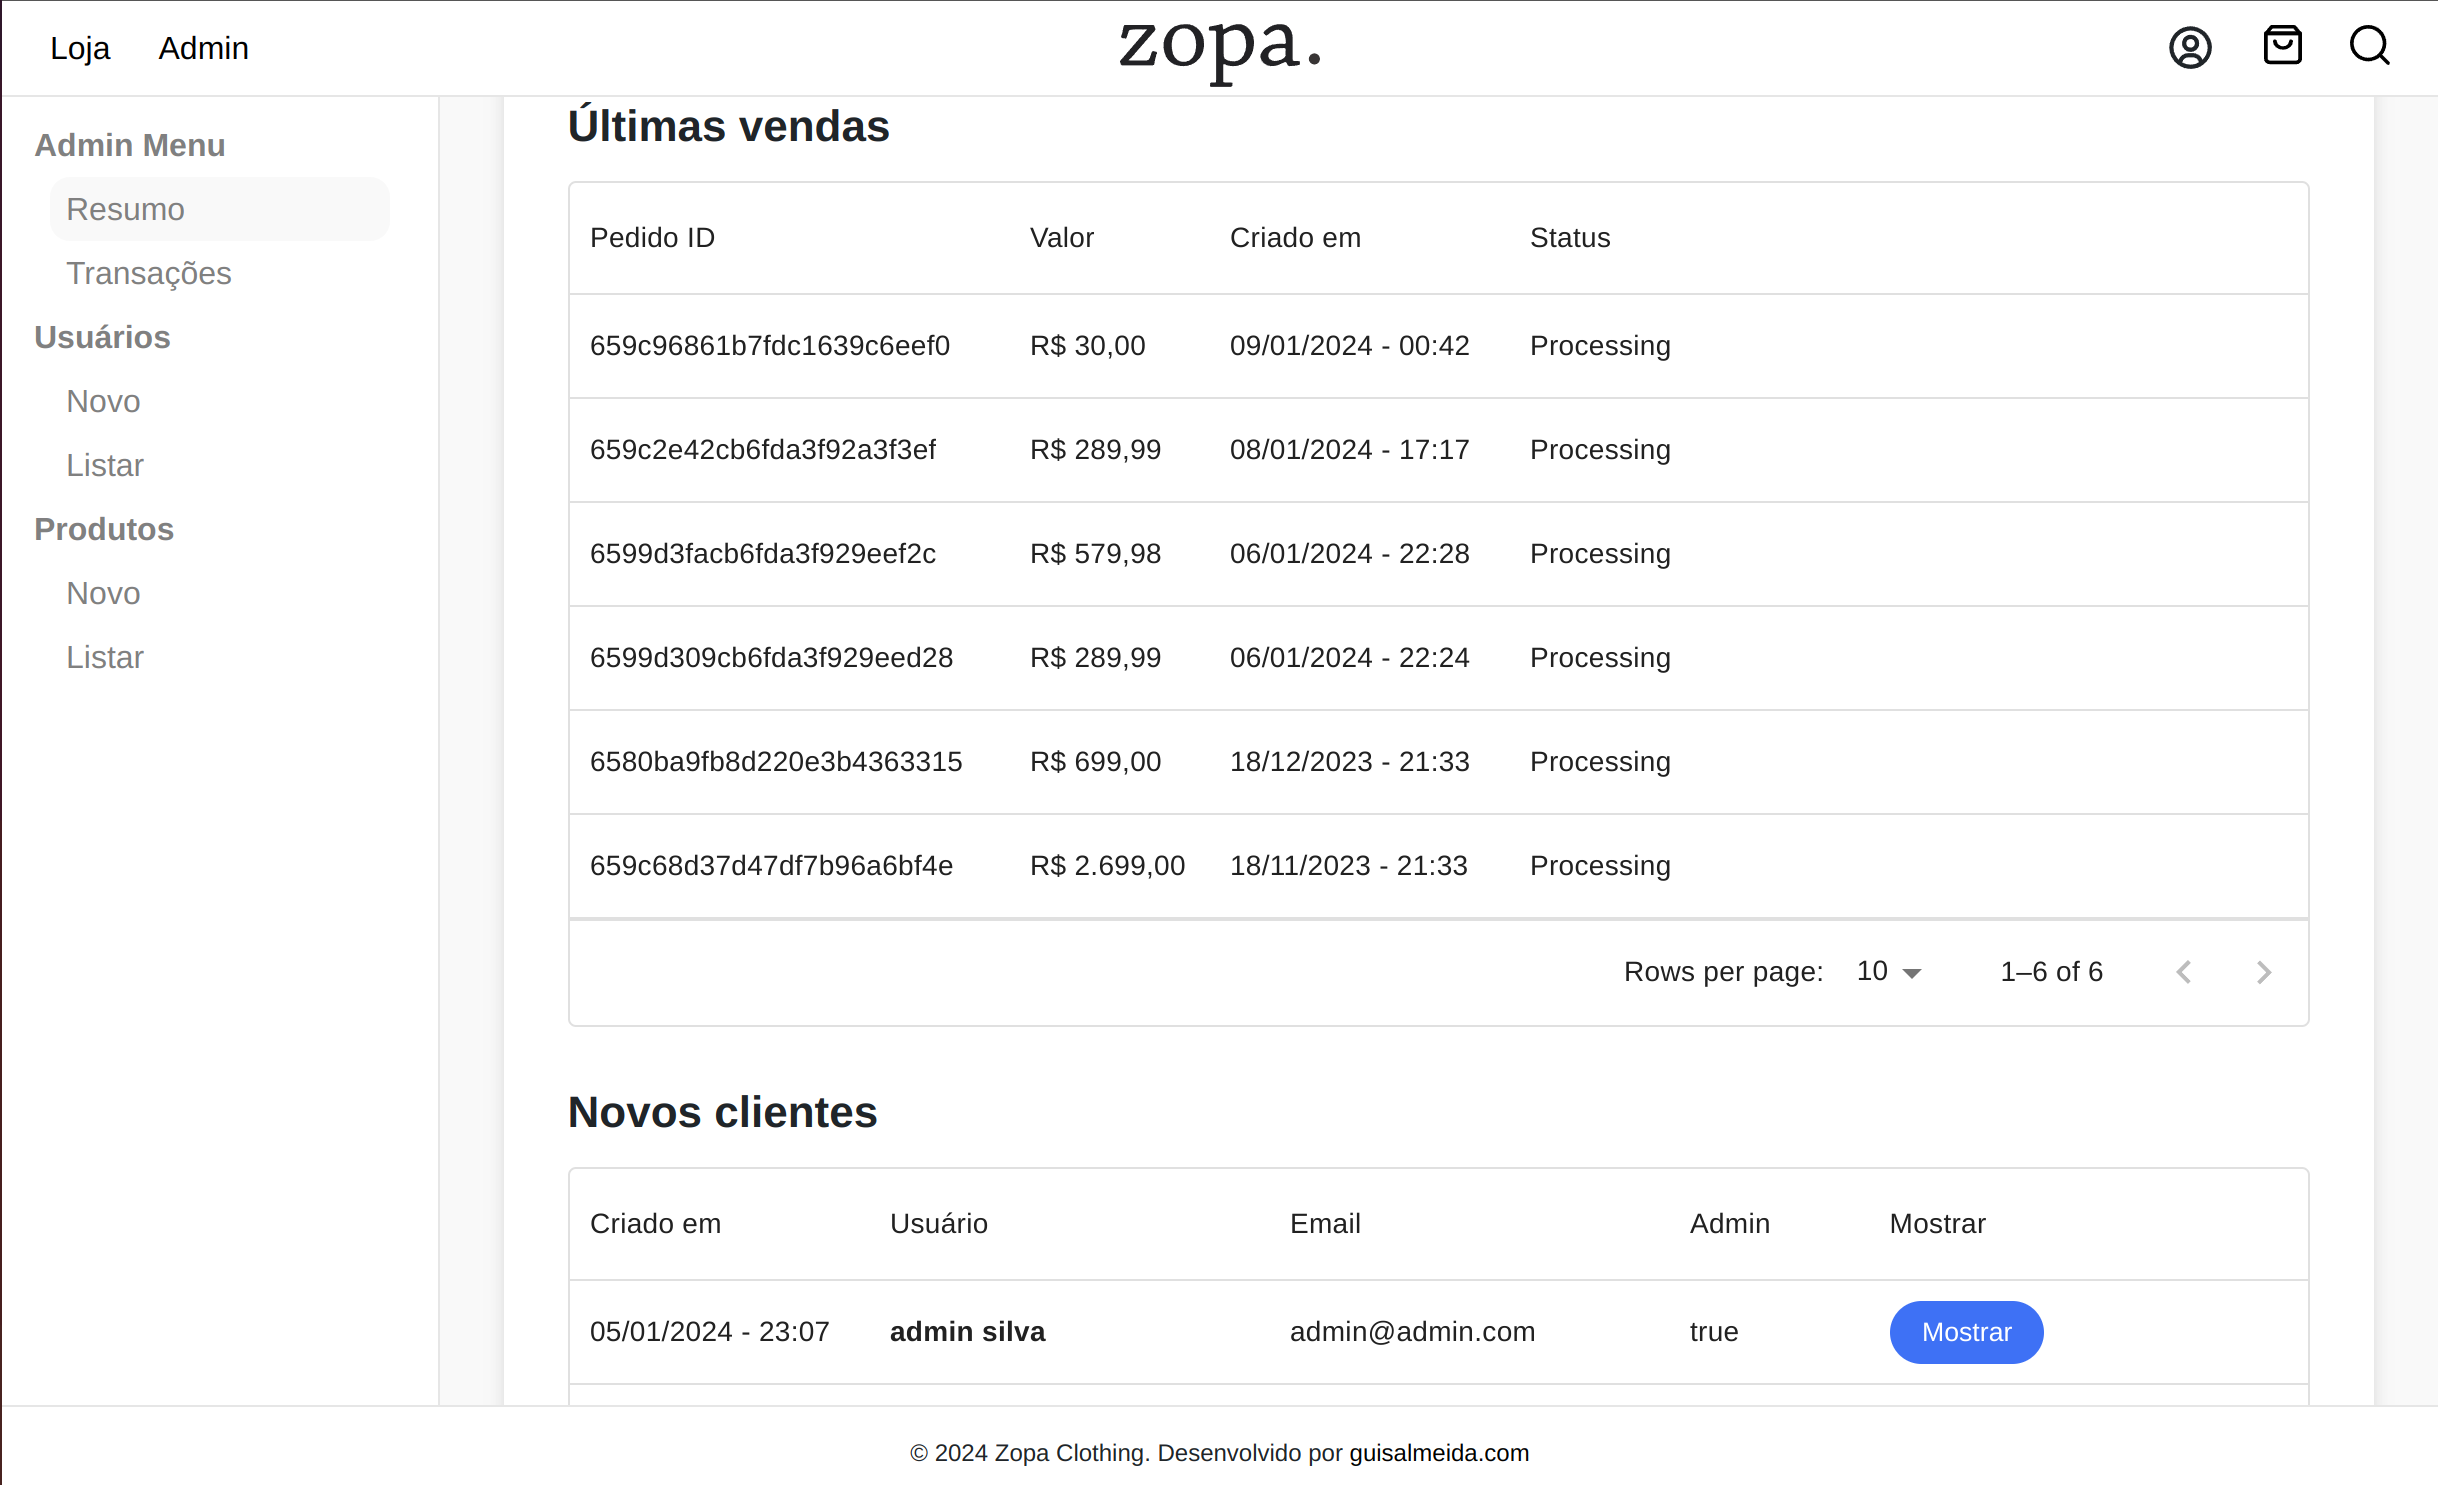 Loja Admin zopa.
Admin Menu
Resumo
Transações
Usuários
Novo
Listar
Produtos
Novo
Listar
Últimas vendas
Pedido ID Valor Criado em Status
659c96861b7fdc1639c6eef0 R$ 30,00 09/01/2024 - 00:42 Processing
659c2e42cb6fda3f92a3f3ef R$ 289,99 08/01/2024 - 17:17 Processing
6599d3facb6fda3f929eef2c R$ 579,98 06/01/2024 - 22:28 Processing
6599d309cb6fda3f929eed28 R$ 289,99 06/01/2024 - 22:24 Processing
6580ba9fb8d220e3b4363315 R$ 699,00 18/12/2023 - 21:33 Processing
659c68d37d47df7b96a6bf4e R$ 2.699,00 18/11/2023 - 21:33 Processing
Rows per page: 10 1–6 of 6
Novos clientes
Criado em Usuário Email Admin Mostrar
05/01/2024 - 23:07 admin silva admin@admin.com true Mostrar
© 2024 Zopa Clothing. Desenvolvido por guisalmeida.com